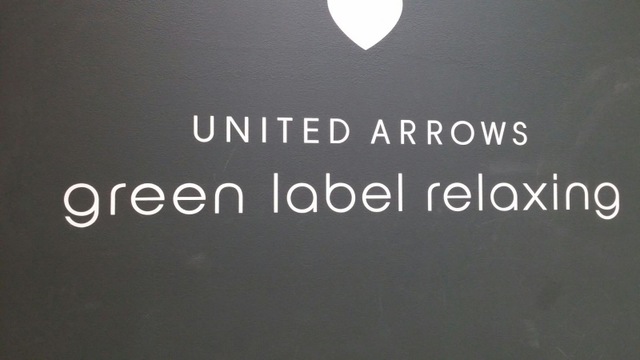 UNITED ARROWS
green label relaxing